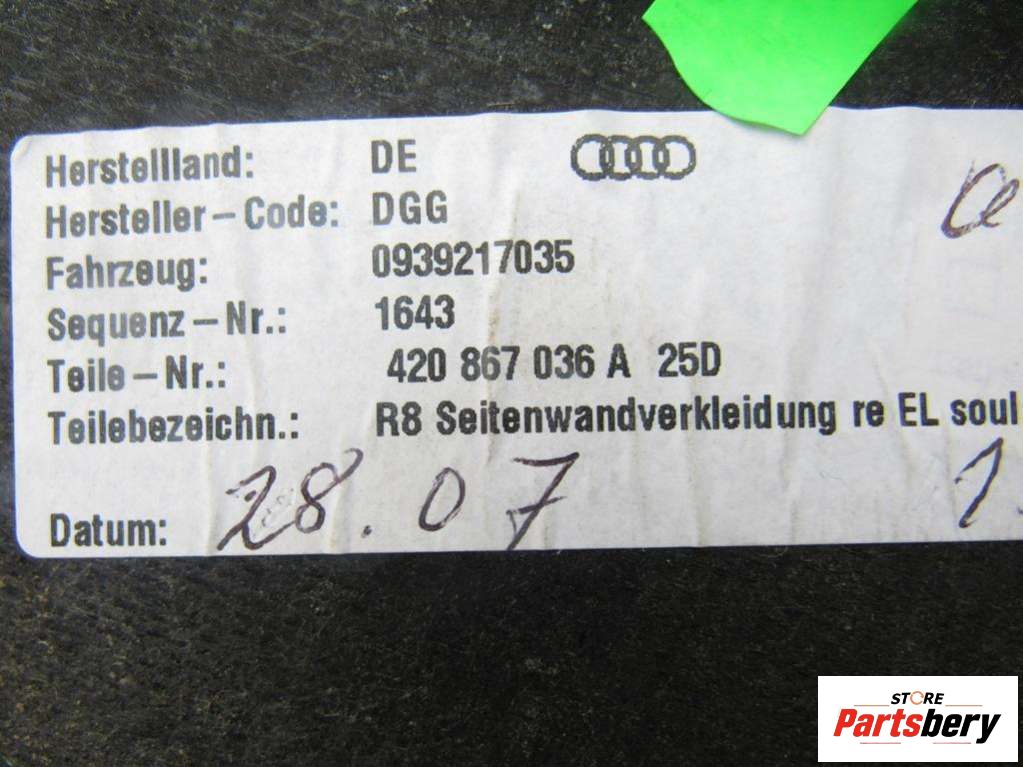 Herstellland: DE
Hersteller-Code: DGG
Fahrzeug: 0939217035
Sequenz-Nr.: 1643
Teile-Nr.: 420 867 036 A 25D
Teilebezeichn.: R8 Seitenwandverkleidung re EL soul
Datum: 28.07 1.
STORE
Partsbery